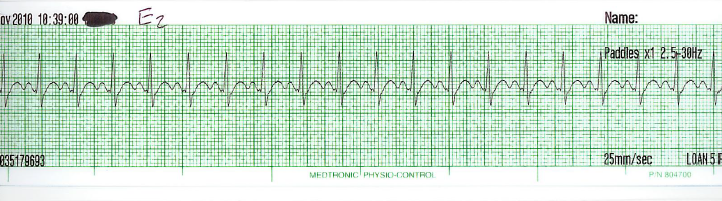 ov 2010 10:39:00 E2
Name:
Paddles x1 2.5-30Hz
035179693
25mm/sec
LOAN 5
MEDTRONIC PHYSIO-CONTROL
P/N 804700